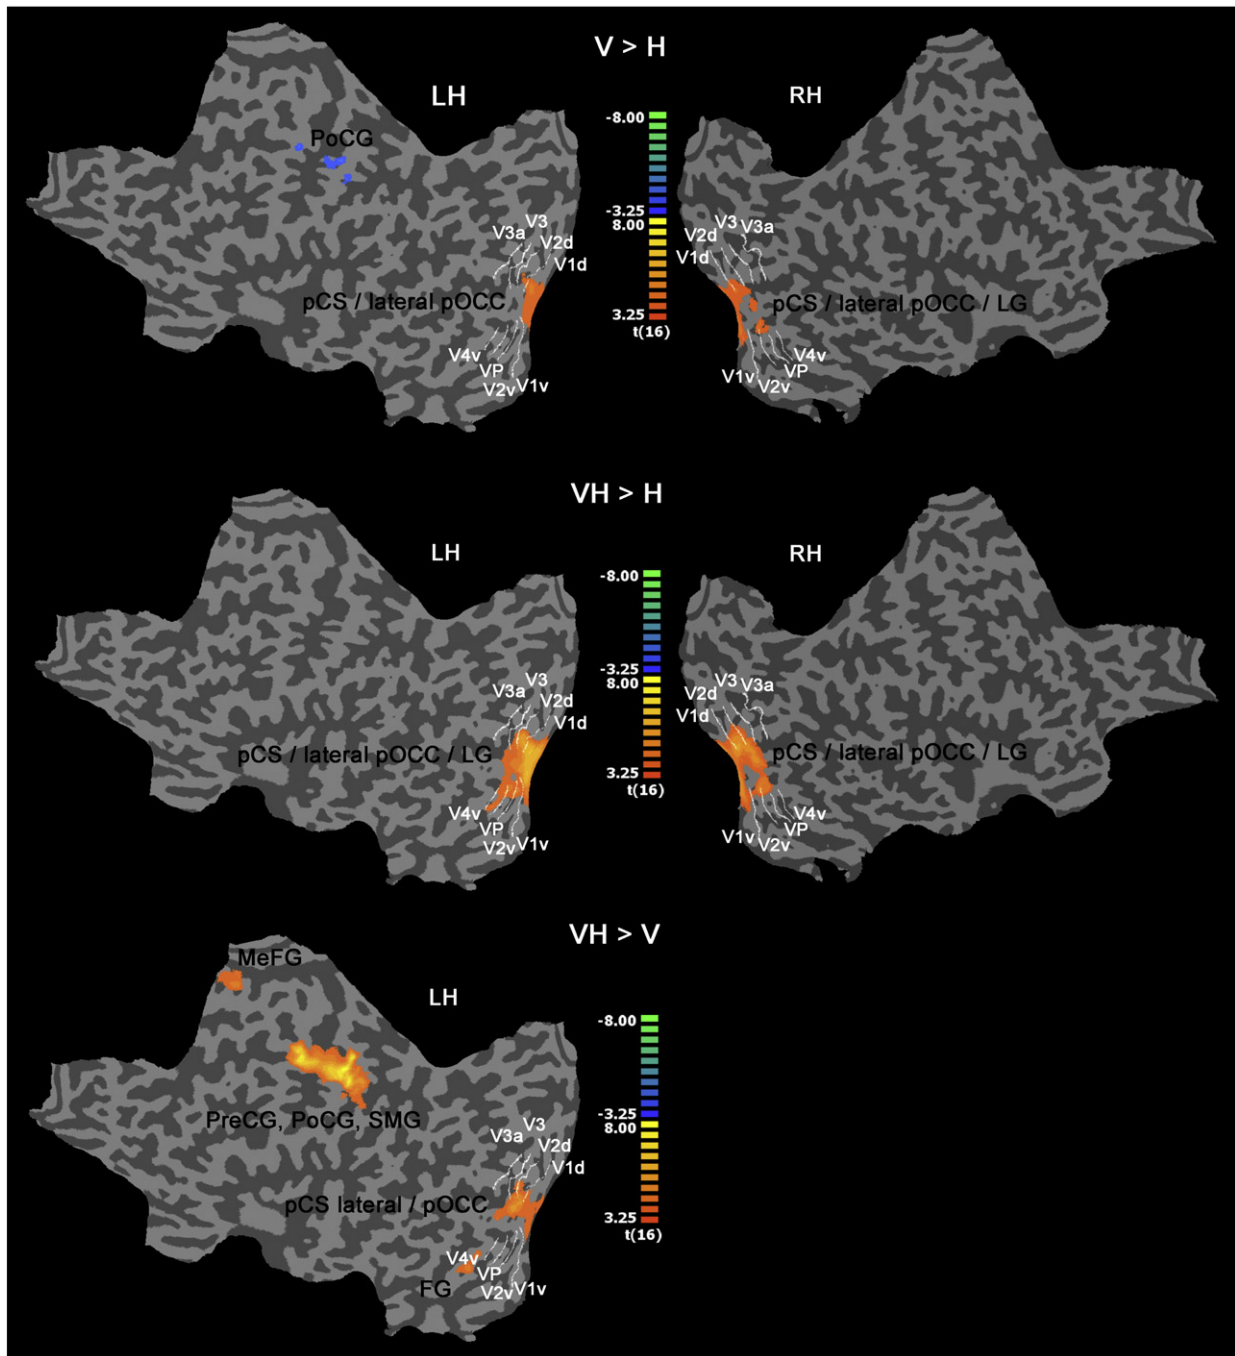 V > H
LH
RH
PoCG
-8.00
-3.25
8.00
3.25
t(16)
V3
V3a
V2d
V1d
pCS / lateral pOCC
V4v
VP
V2v
V1v
V3
V3a
V2d
V1d
pCS / lateral pOCC / LG
V4v
VP
V1v
V2v
VH > H
LH
RH
-8.00
-3.25
8.00
3.25
t(16)
V3
V3a
V2d
V1d
pCS / lateral pOCC / LG
V4v
VP
V2v
V1v
V3
V3a
V2d
V1d
pCS / lateral pOCC / LG
V4v
VP
V1v
V2v
VH > V
MeFG
LH
-8.00
-3.25
8.00
3.25
t(16)
PreCG, PoCG, SMG
V3
V3a
V2d
V1d
pCS lateral / pOCC
V4v
VP
FG
V2v
V1v